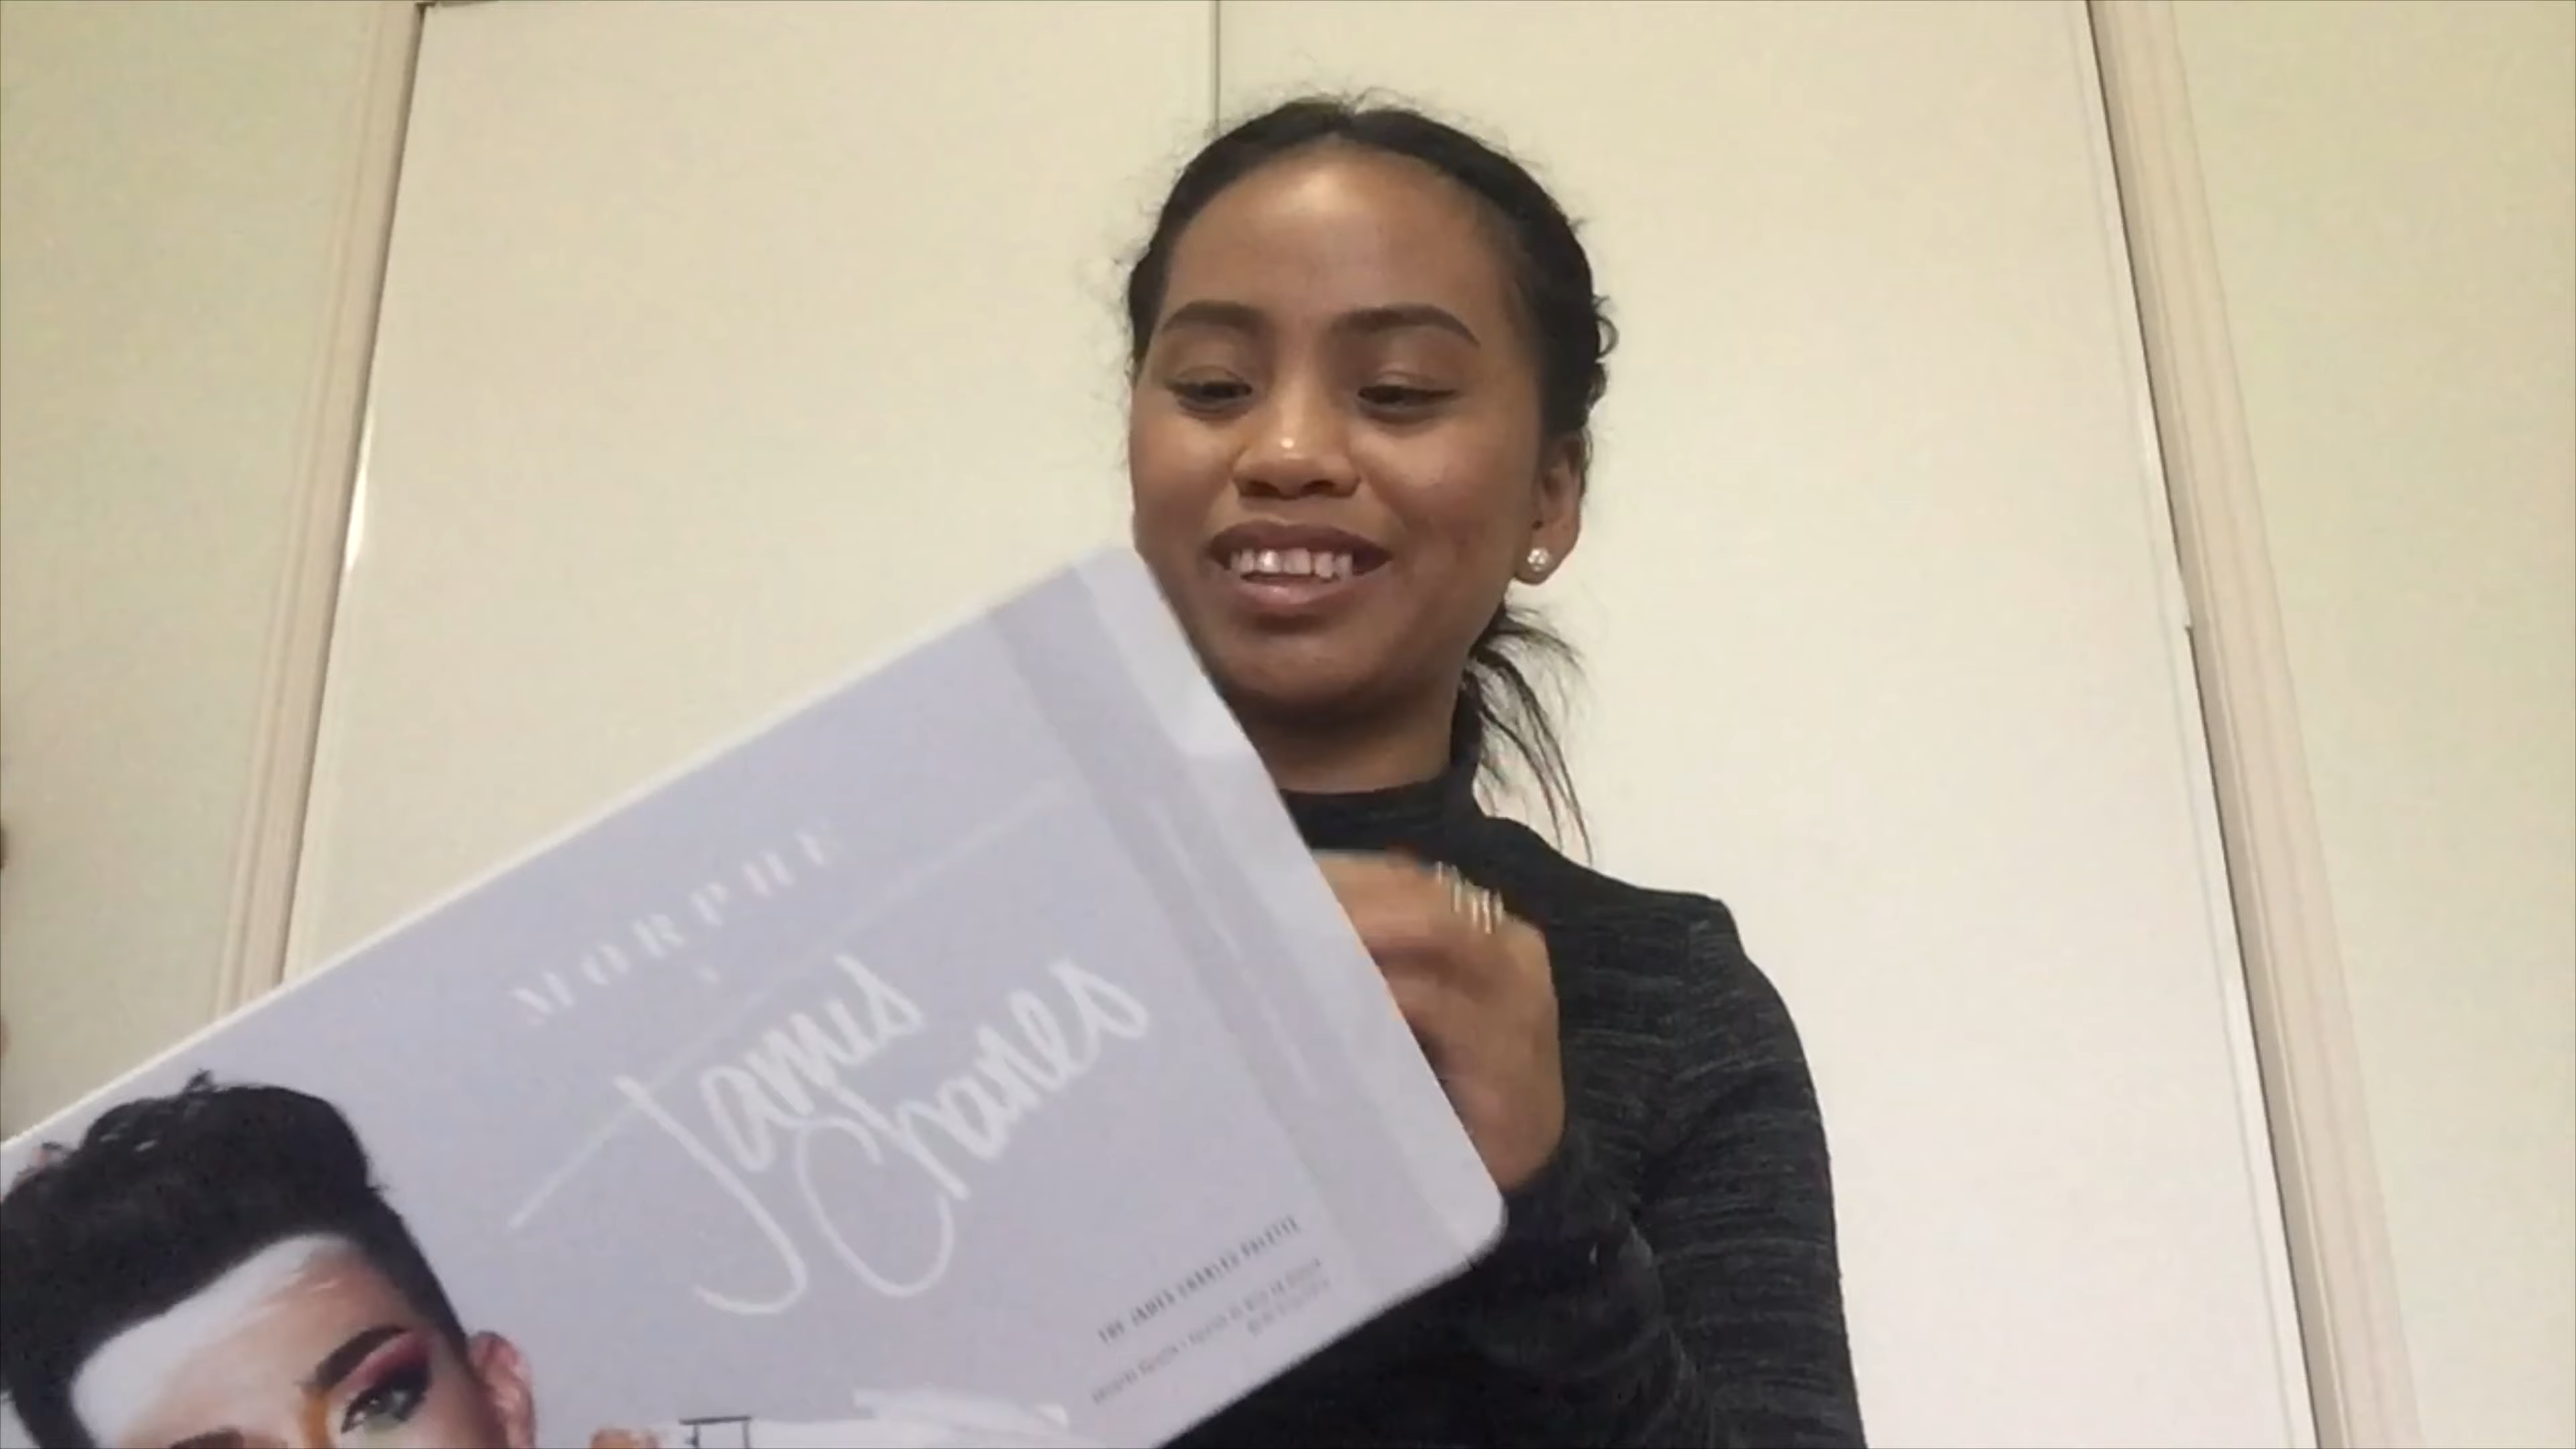 MORPHE
X
James
Charles
THE JAMES CHARLES PALETTE